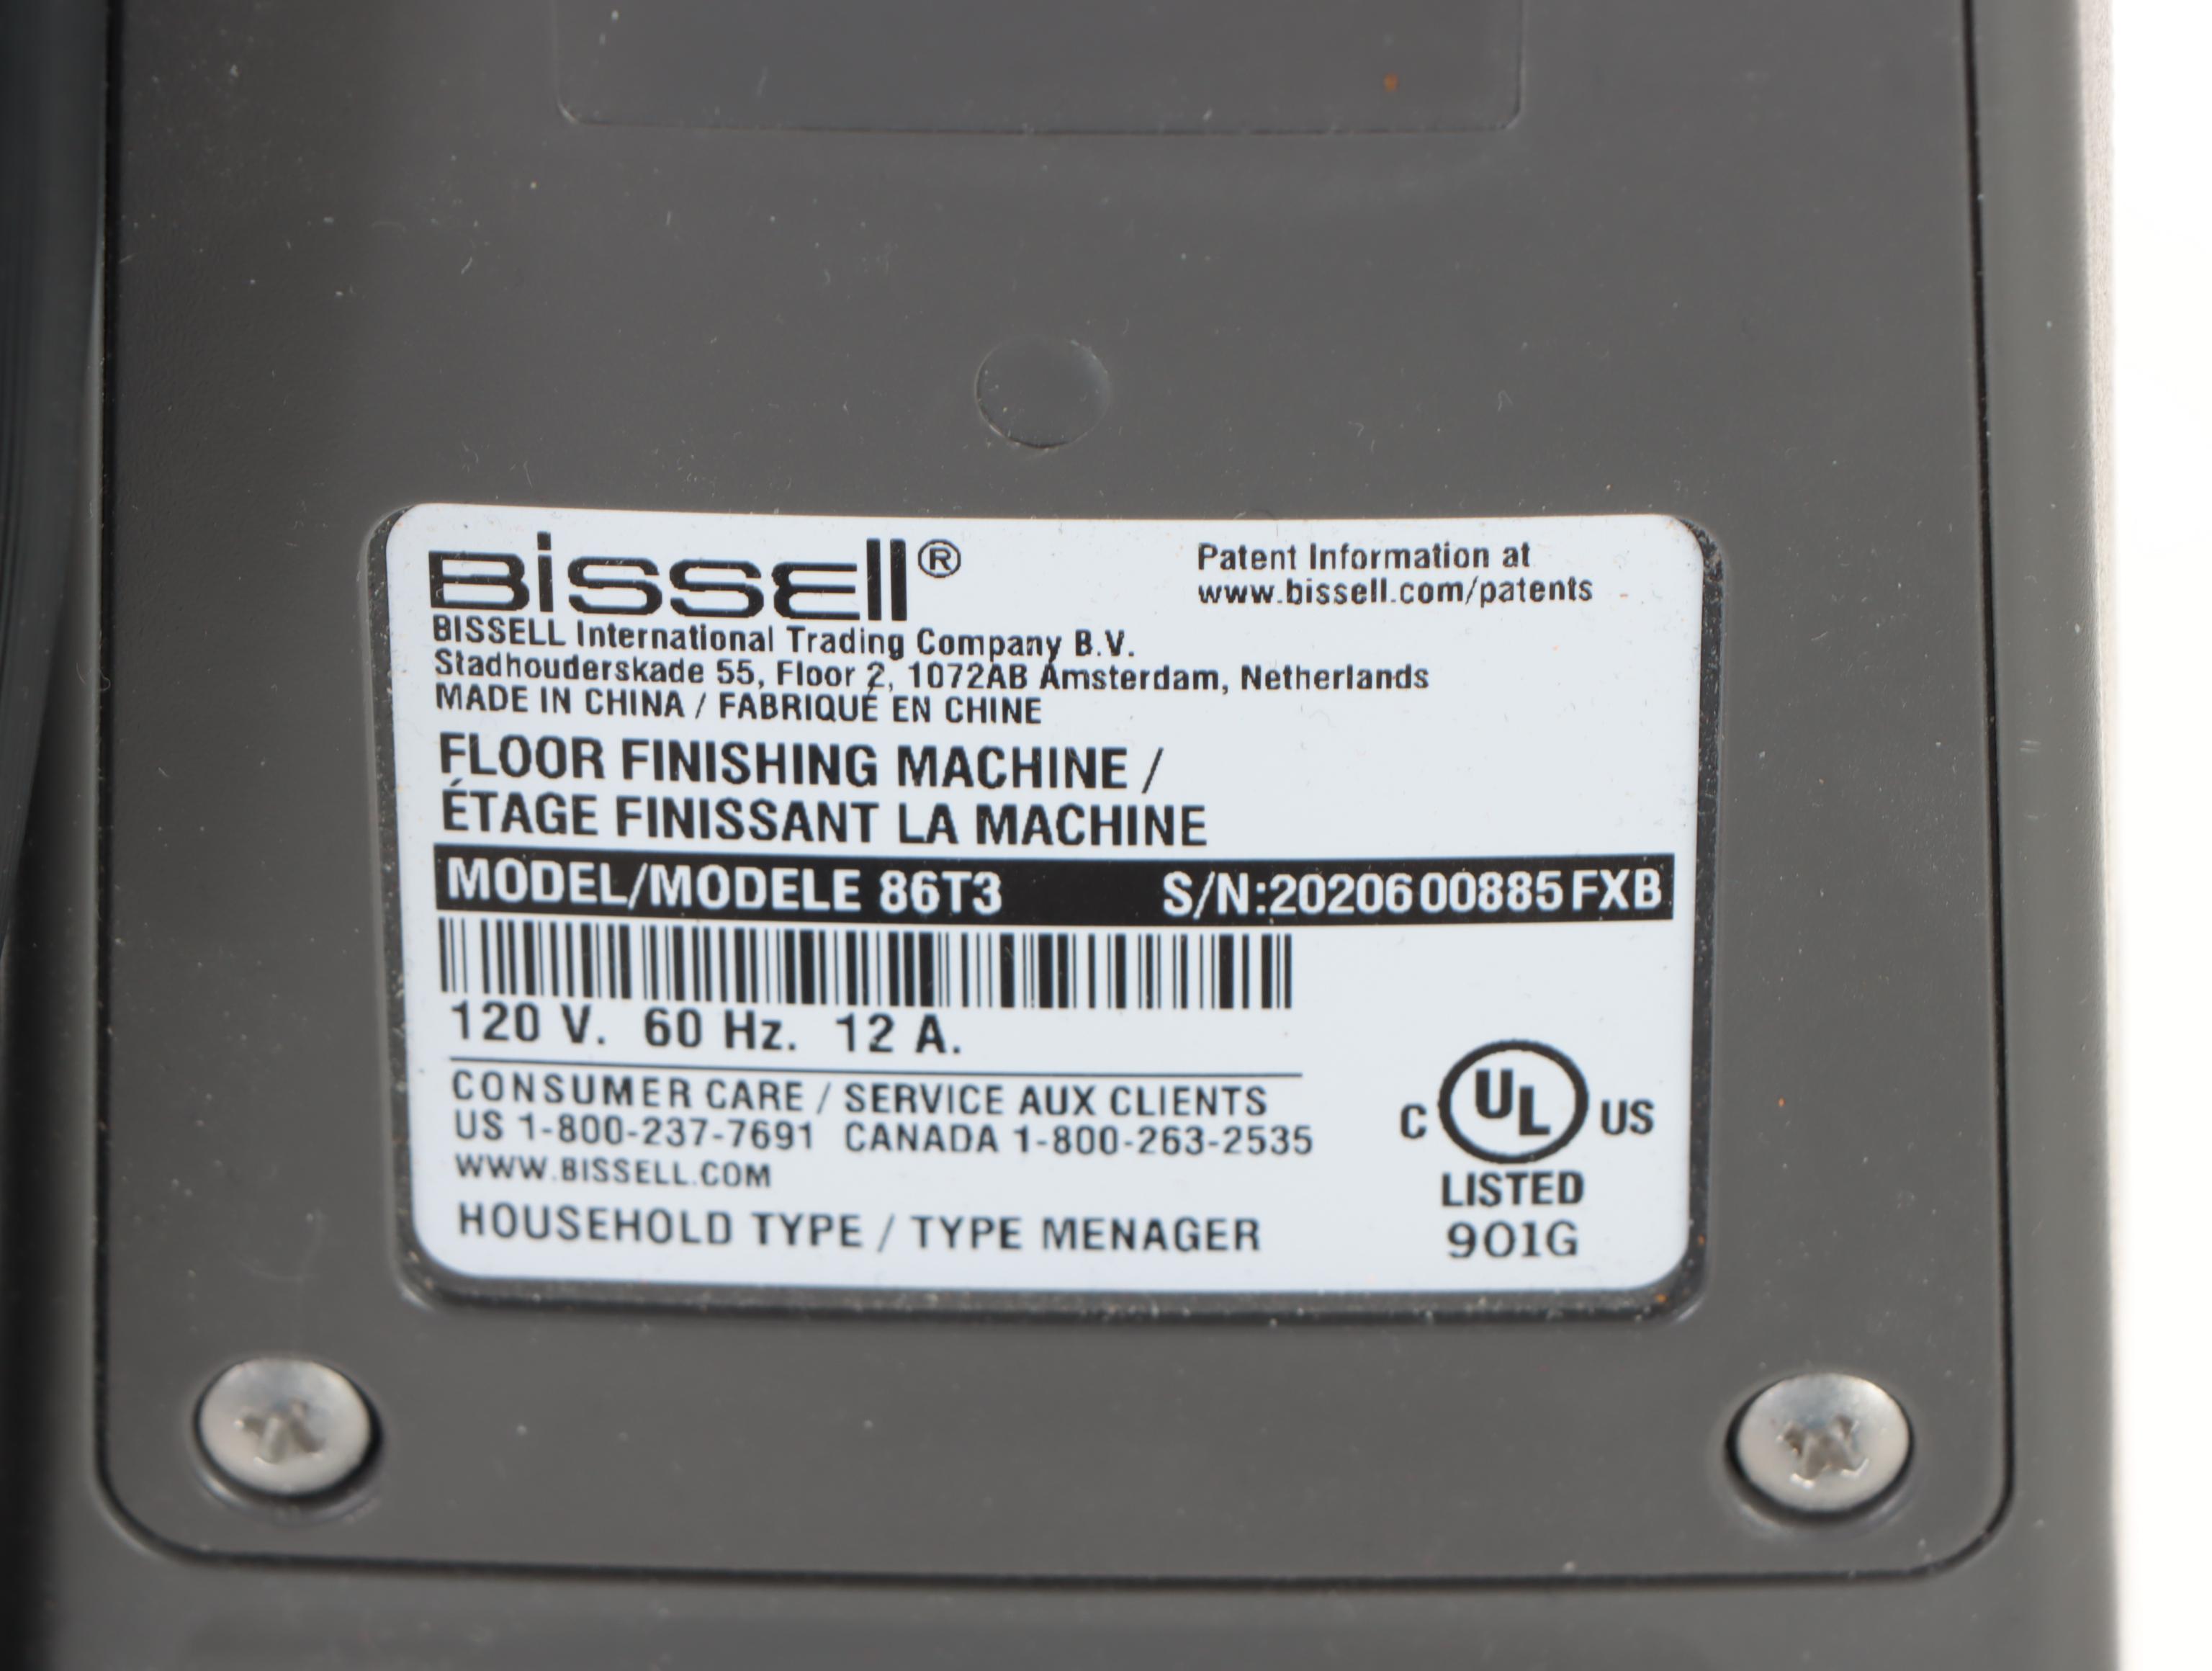 BISSELL®
Patent Information at
www.bissell.com/patents
BISSELL International Trading Company B.V.
Stadhouderskade 55, Floor 2, 1072AB Amsterdam, Netherlands
MADE IN CHINA / FABRIQUÉ EN CHINE
FLOOR FINISHING MACHINE /
ÉTAGE FINISSANT LA MACHINE
MODEL/MODELE 86T3 S/N:2020600885FXB
120 V. 60 Hz. 12 A.
CONSUMER CARE / SERVICE AUX CLIENTS
US 1-800-237-7691 CANADA 1-800-263-2535
WWW.BISSELL.COM
HOUSEHOLD TYPE / TYPE MENAGER
C UL US
LISTED
901G